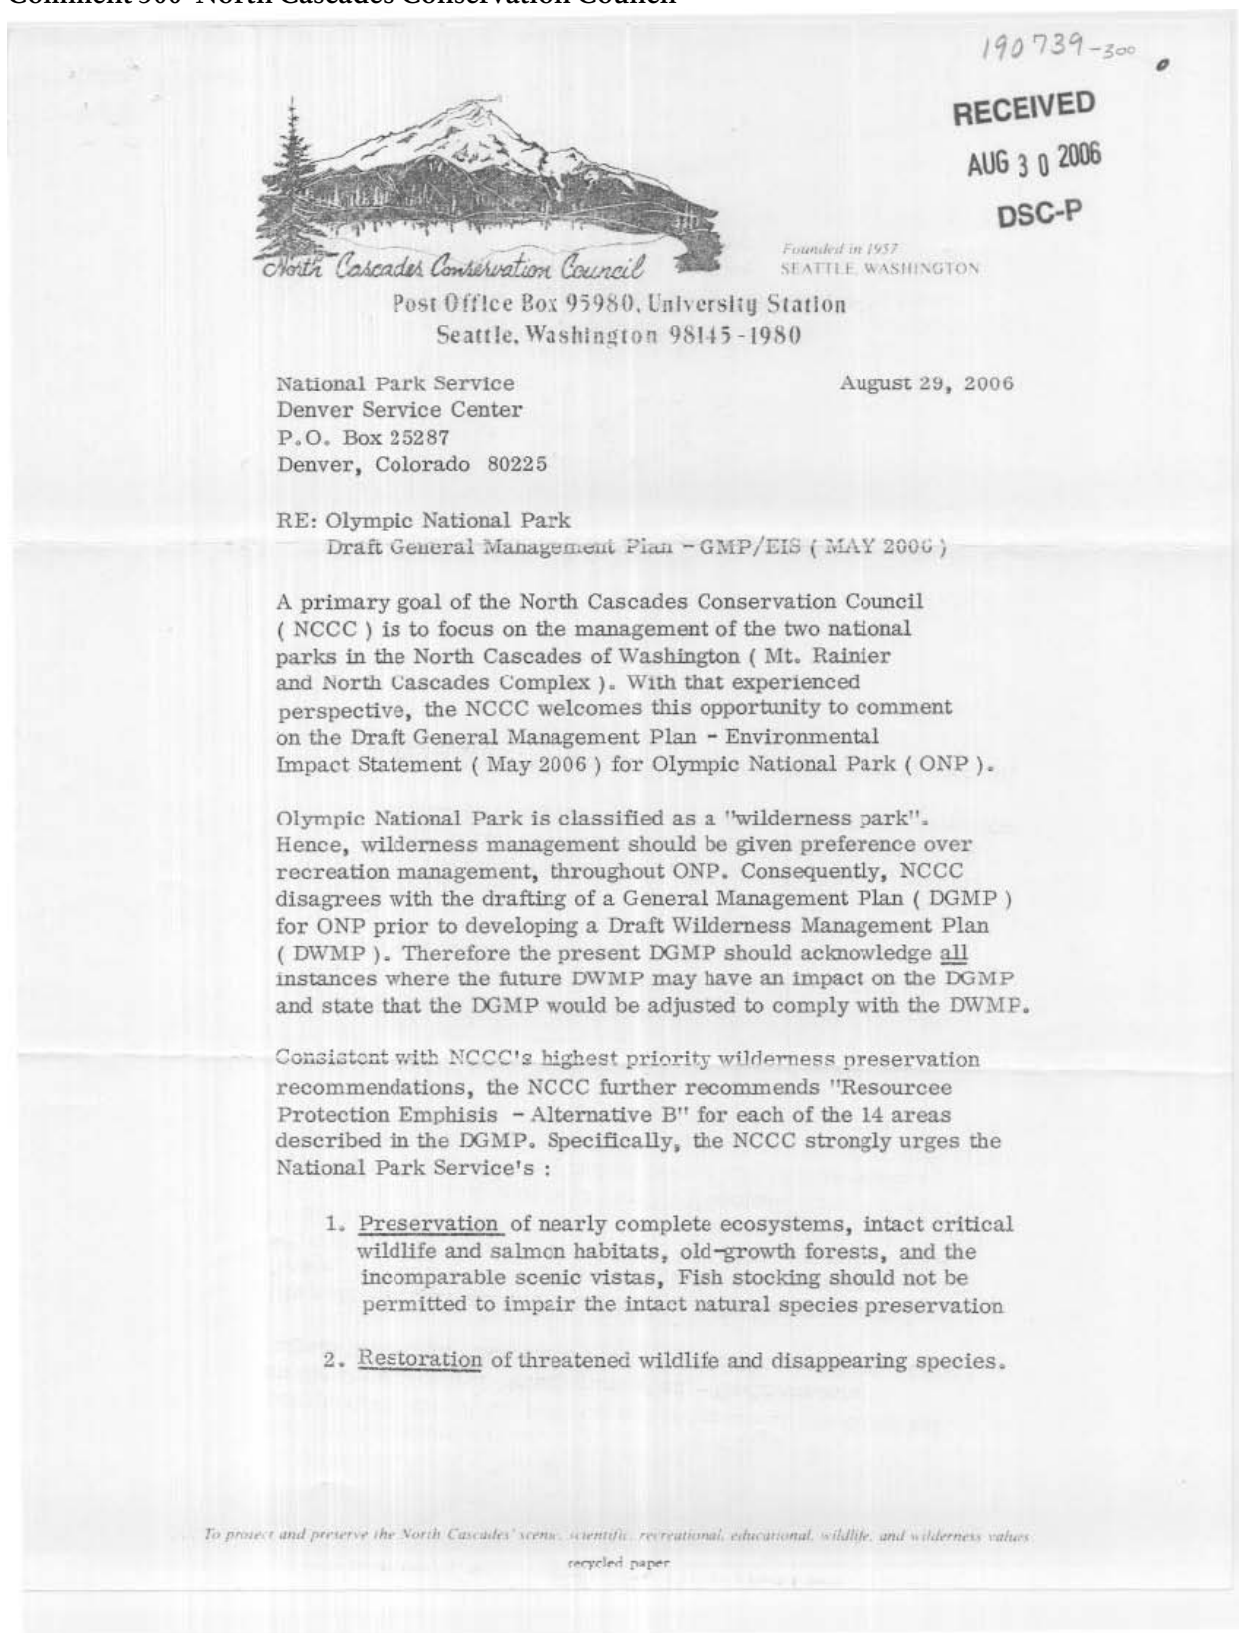 Comment 300 North Cascades Conservation Council
190739-300
RECEIVED
AUG 30 2006
DSC-P
North Cascades Conservation Council
Founded in 1957
SEATTLE, WASHINGTON
Post Office Box 95980, University Station
Seattle, Washington 98145-1980
National Park Service
August 29, 2006
Denver Service Center
P.O. Box 25287
Denver, Colorado 80225
RE: Olympic National Park
Draft General Management Plan - GMP/EIS ( MAY 2006 )
A primary goal of the North Cascades Conservation Council
( NCCC ) is to focus on the management of the two national
parks in the North Cascades of Washington ( Mt. Rainier
and North Cascades Complex ). With that experienced
perspective, the NCCC welcomes this opportunity to comment
on the Draft General Management Plan - Environmental
Impact Statement ( May 2006 ) for Olympic National Park ( ONP ).
Olympic National Park is classified as a "wilderness park".
Hence, wilderness management should be given preference over
recreation management, throughout ONP. Consequently, NCCC
disagrees with the drafting of a General Management Plan ( DGMP )
for ONP prior to developing a Draft Wilderness Management Plan
( DWMP ). Therefore the present DGMP should acknowledge all
instances where the future DWMP may have an impact on the DGMP
and state that the DGMP would be adjusted to comply with the DWMP.
Consistent with NCCC's highest priority wilderness preservation
recommendations, the NCCC further recommends "Resourcee
Protection Emphisis - Alternative B" for each of the 14 areas
described in the DGMP. Specifically, the NCCC strongly urges the
National Park Service's :
1. Preservation of nearly complete ecosystems, intact critical
wildlife and salmon habitats, old-growth forests, and the
incomparable scenic vistas, Fish stocking should not be
permitted to impair the intact natural species preservation
2. Restoration of threatened wildlife and disappearing species.
To protect and preserve the North Cascades' scenic, scientific, recreational, educational, wildlife, and wilderness values
recycled paper